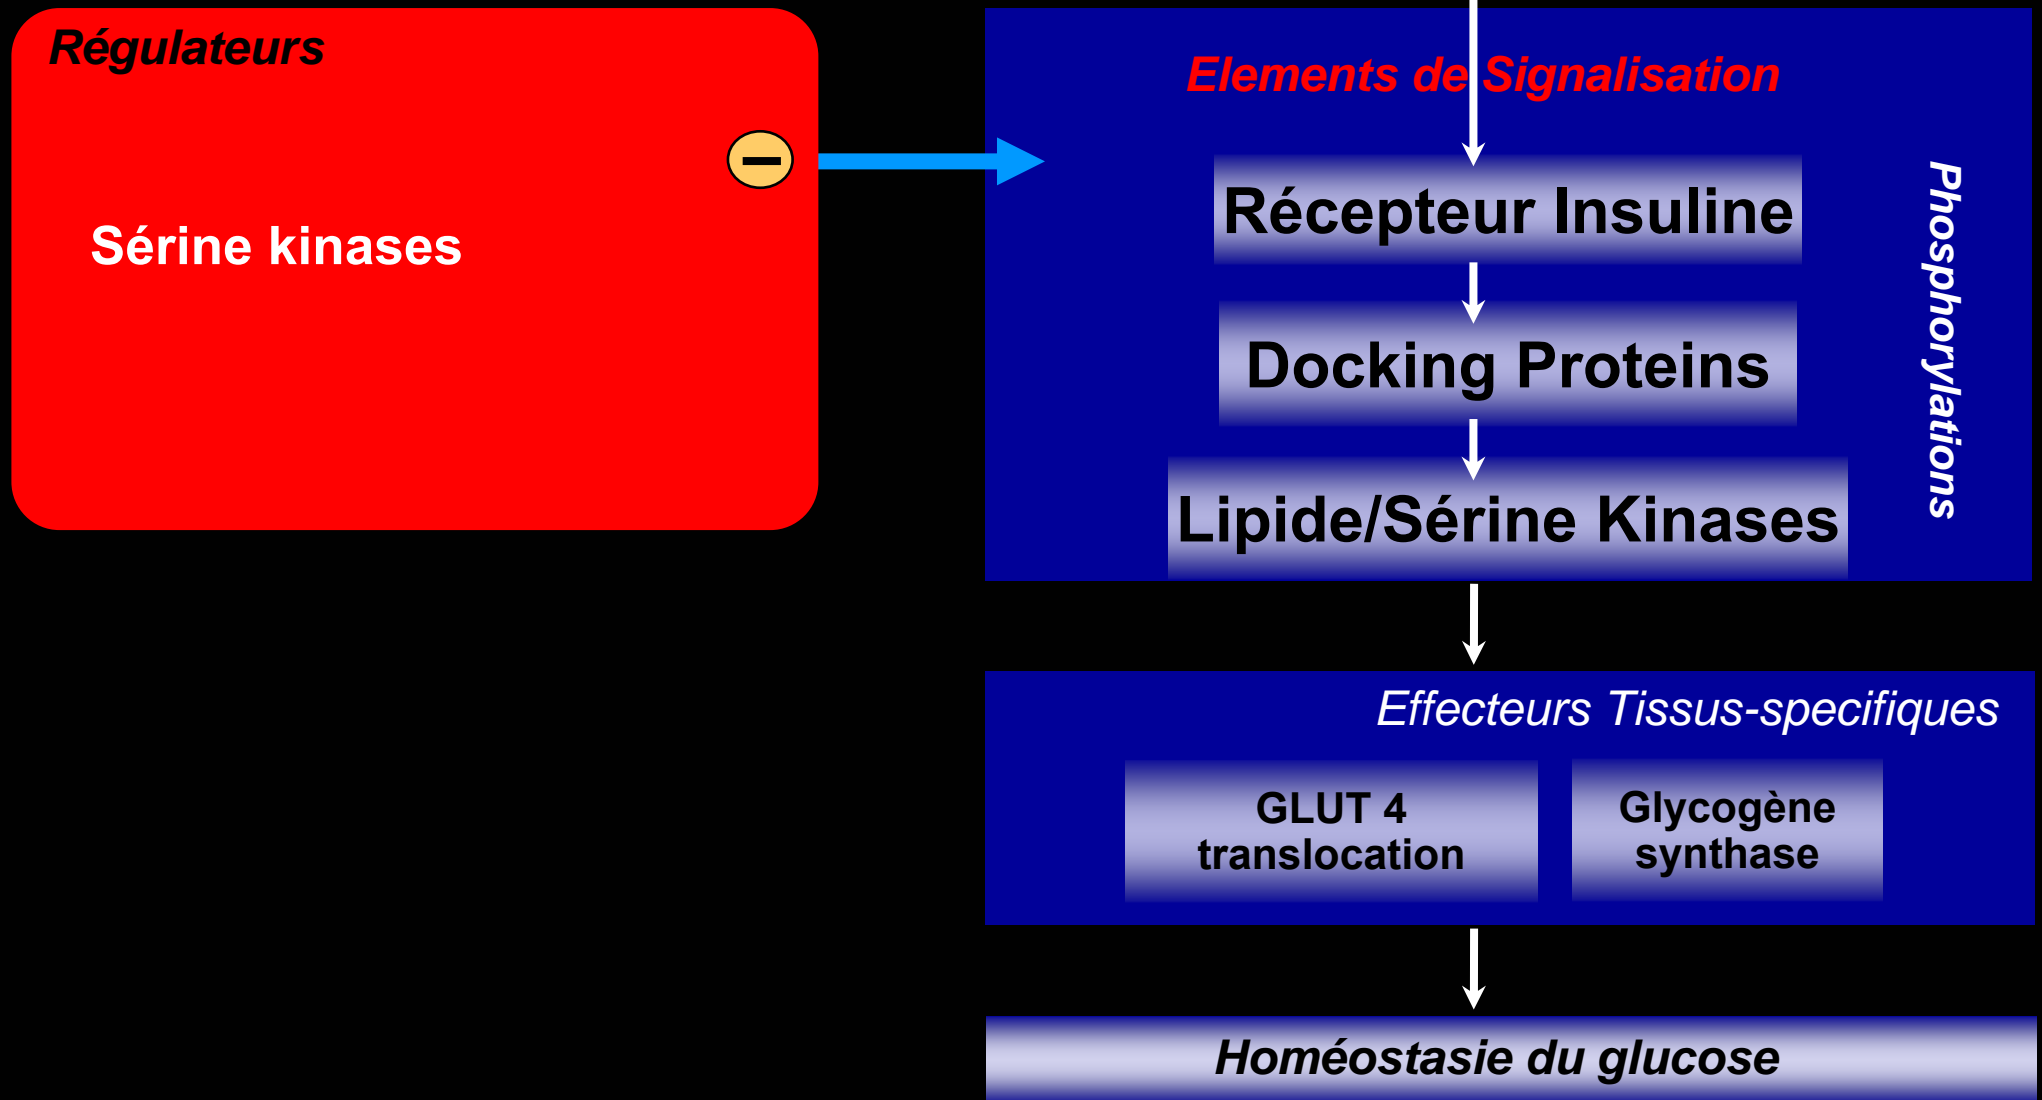 Régulateurs
Sérine kinases
Elements de Signalisation
Récepteur Insuline
Docking Proteins
Lipide/Sérine Kinases
Phosphorylations
Effecteurs Tissus-specifiques
GLUT 4
translocation
Glycogène
synthase
Homéostasie du glucose